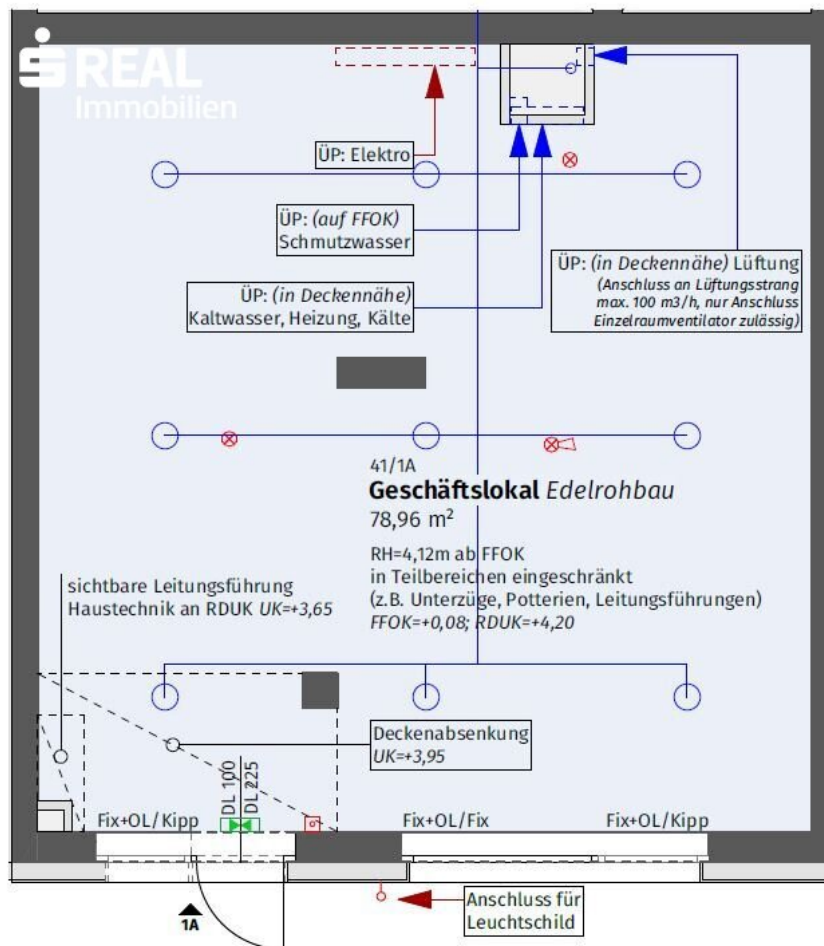 S REAL
Immobilien
ÜP: Elektro
ÜP: (auf FFOK)
Schmutzwasser
ÜP: (in Deckennähe)
Kaltwasser, Heizung, Kälte
ÜP: (in Deckennähe) Lüftung
(Anschluss an Lüftungsstrang
max. 100 m3/h, nur Anschluss
Einzelraumventilator zulässig)
41/1A
Geschäftslokal Edelrohbau
78,96 m²
RH=4,12m ab FFOK
in Teilbereichen eingeschränkt
(z.B. Unterzüge, Potterien, Leitungsführungen)
FFOK=+0,08; RDUK=+4,20
sichtbare Leitungsführung
Haustechnik an RDUK UK=+3,65
Deckenabsenkung
UK=+3,95
DL 100
DL 225
Fix+OL/Kipp
Fix+OL/Fix
Fix+OL/Kipp
1A
Anschluss für
Leuchtschild